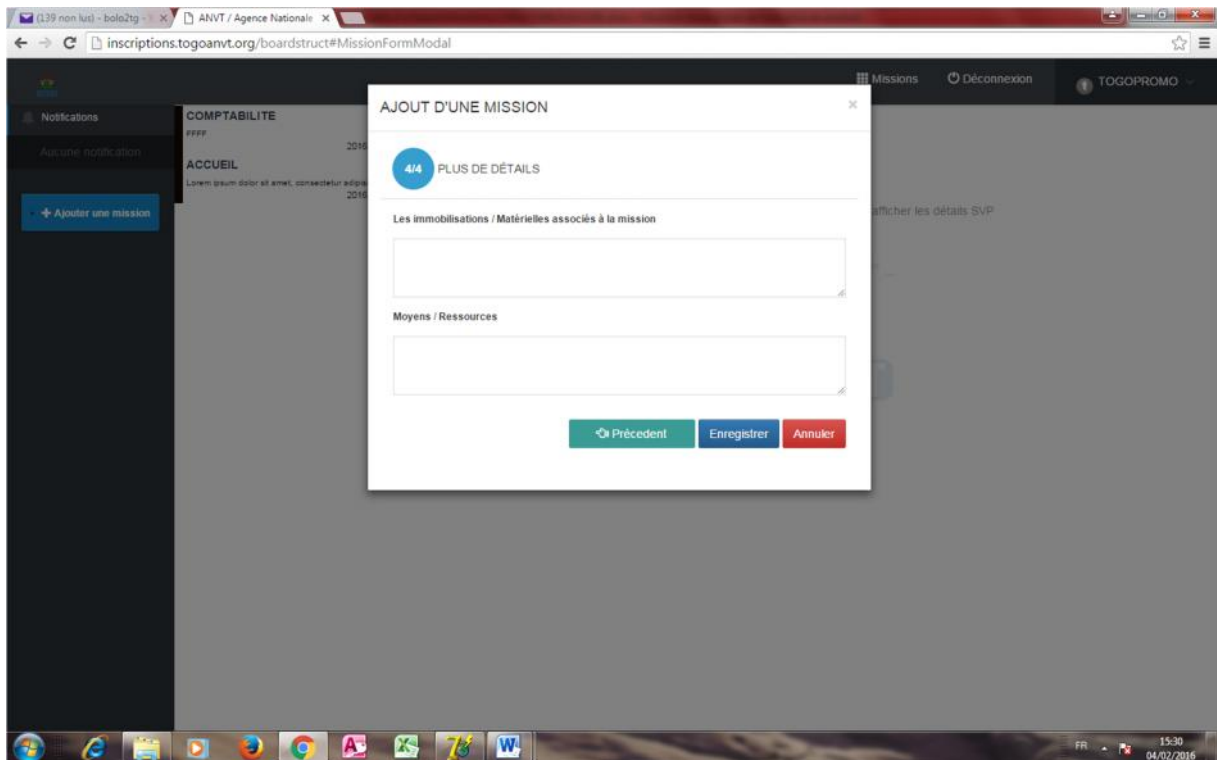 (139 non lus) - bolo2tg -
ANVT / Agence Nationale
inscriptions.togoanvt.org/boardstruct#MissionFormModal
Missions
Déconnexion
TOGOPROMO
Notifications
Aucune notification
+ Ajouter une mission
COMPTABILITE
FFFF
2016
ACCUEIL
Lorem ipsum dolor sit amet, consectetur adipis
2016
afficher les détails SVP
AJOUT D'UNE MISSION
×
4/4 PLUS DE DÉTAILS
Les immobilisations / Matérielles associés à la mission
Moyens / Ressources
Précedent
Enregistrer
Annuler
FR
15:30
04/02/2016